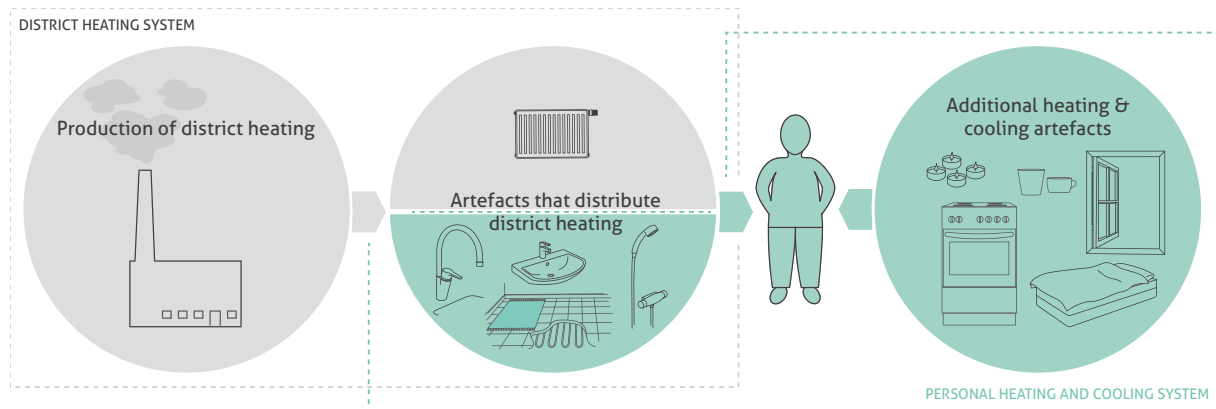 DISTRICT HEATING SYSTEM
Production of district heating
Artefacts that distribute
district heating
Additional heating &
cooling artefacts
PERSONAL HEATING AND COOLING SYSTEM